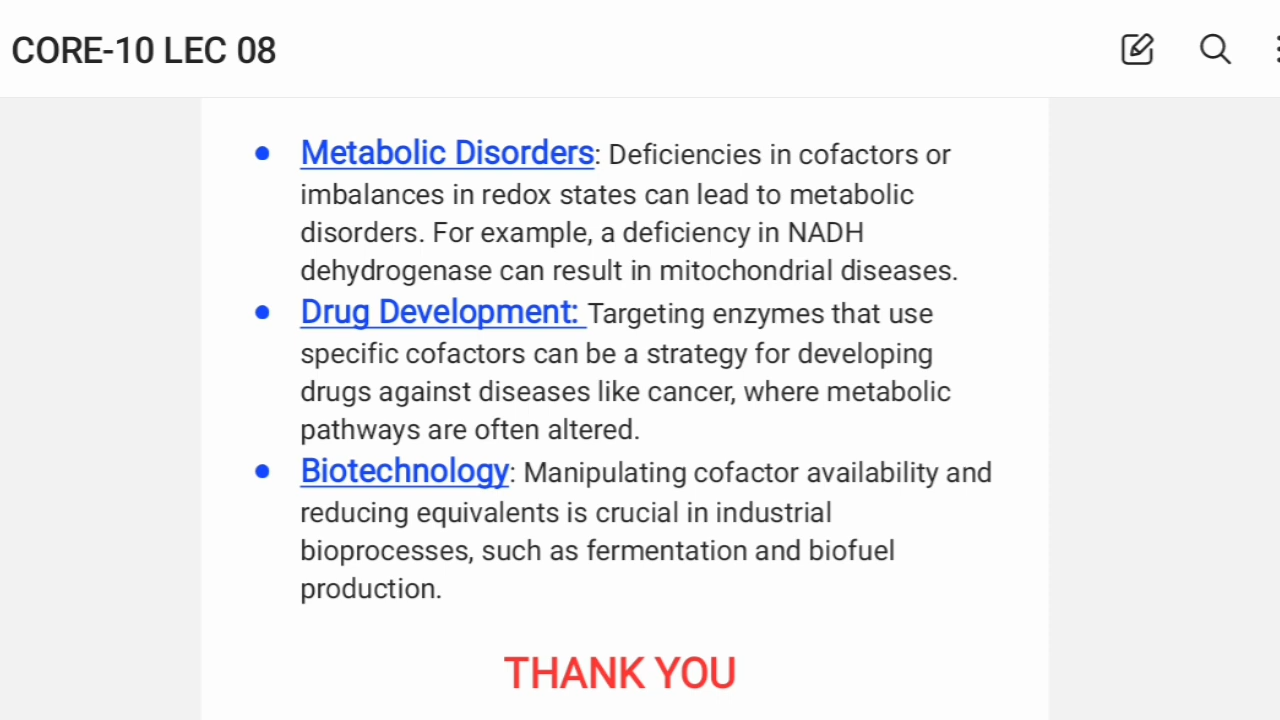 CORE-10 LEC 08
Metabolic Disorders: Deficiencies in cofactors or
imbalances in redox states can lead to metabolic
disorders. For example, a deficiency in NADH
dehydrogenase can result in mitochondrial diseases.
Drug Development: Targeting enzymes that use
specific cofactors can be a strategy for developing
drugs against diseases like cancer, where metabolic
pathways are often altered.
Biotechnology: Manipulating cofactor availability and
reducing equivalents is crucial in industrial
bioprocesses, such as fermentation and biofuel
production.
THANK YOU